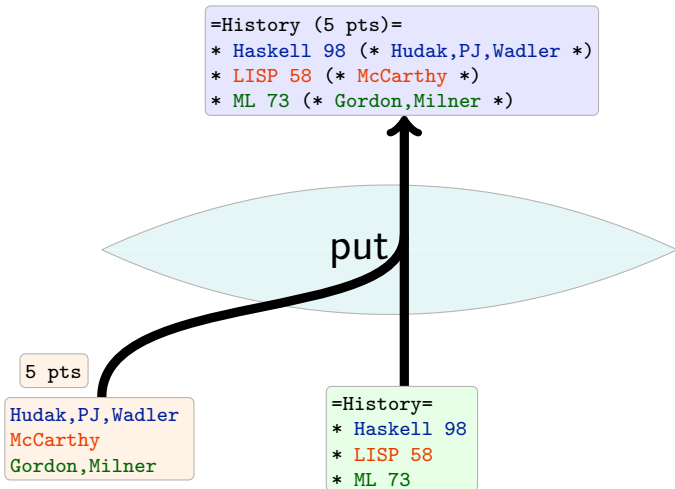 =History (5 pts)=
* Haskell 98 (* Hudak,PJ,Wadler *)
* LISP 58 (* McCarthy *)
* ML 73 (* Gordon,Milner *)
put
5 pts
Hudak,PJ,Wadler
McCarthy
Gordon,Milner
=History=
* Haskell 98
* LISP 58
* ML 73